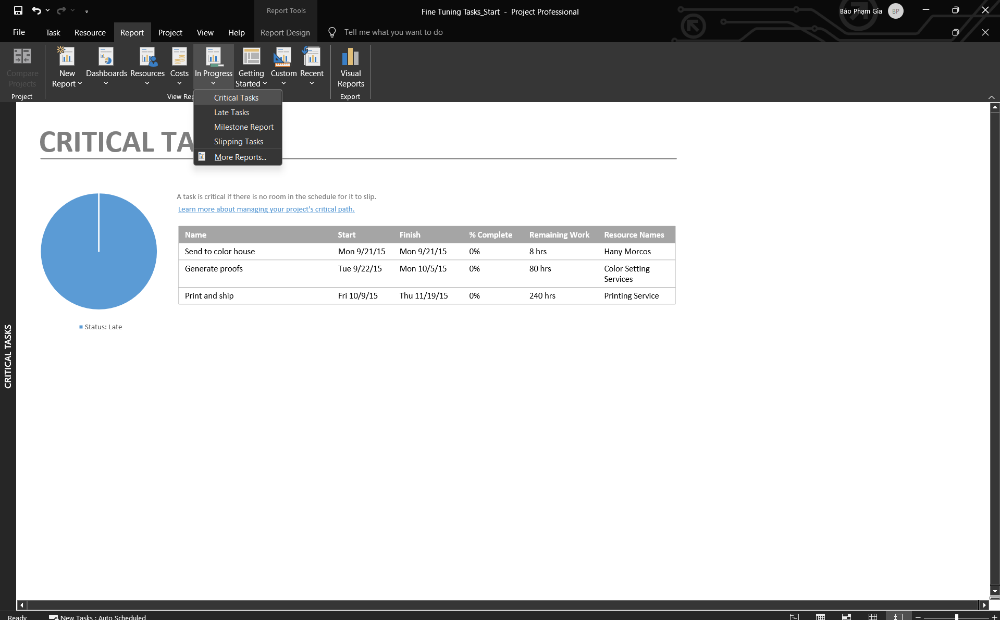 Report Tools
Fine Tuning Tasks_Start - Project Professional
Bảo Phạm Gia
BP
File
Task
Resource
Report
Project
View
Help
Report Design
Tell me what you want to do
Compare Projects
New Report
Dashboards
Resources
Costs
In Progress
Getting Started
Custom
Recent
Visual Reports
Project
View Rep
Export
Critical Tasks
Late Tasks
Milestone Report
Slipping Tasks
More Reports...
CRITICAL TA
A task is critical if there is no room in the schedule for it to slip.
Learn more about managing your project's critical path.
Name Start Finish % Complete Remaining Work Resource Names
Send to color house Mon 9/21/15 Mon 9/21/15 0% 8 hrs Hany Morcos
Generate proofs Tue 9/22/15 Mon 10/5/15 0% 80 hrs Color Setting
Services
Print and ship Fri 10/9/15 Thu 11/19/15 0% 240 hrs Printing Service
Status: Late
CRITICAL TASKS
Ready
New Tasks : Auto Scheduled